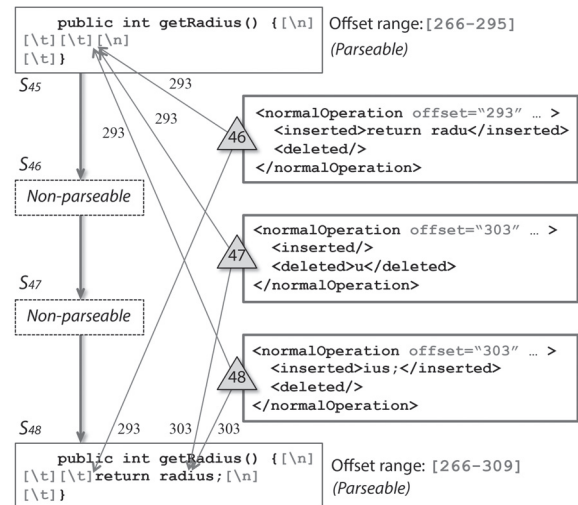 public int getRadius() {[\n]
[\t][\t][\n]
[\t]}
Offset range: [266-295]
(Parseable)
S45
293
293
293
46
<normalOperation offset="293" … >
<inserted>return radu</inserted>
<deleted/>
</normalOperation>
S46
Non-parseable
47
<normalOperation offset="303" … >
<inserted/>
<deleted>u</deleted>
</normalOperation>
S47
Non-parseable
48
<normalOperation offset="303" … >
<inserted>ius;</inserted>
<deleted/>
</normalOperation>
S48
293
303
303
public int getRadius() {[\n]
[\t][\t]return radius;[\n]
[\t]}
Offset range: [266-309]
(Parseable)